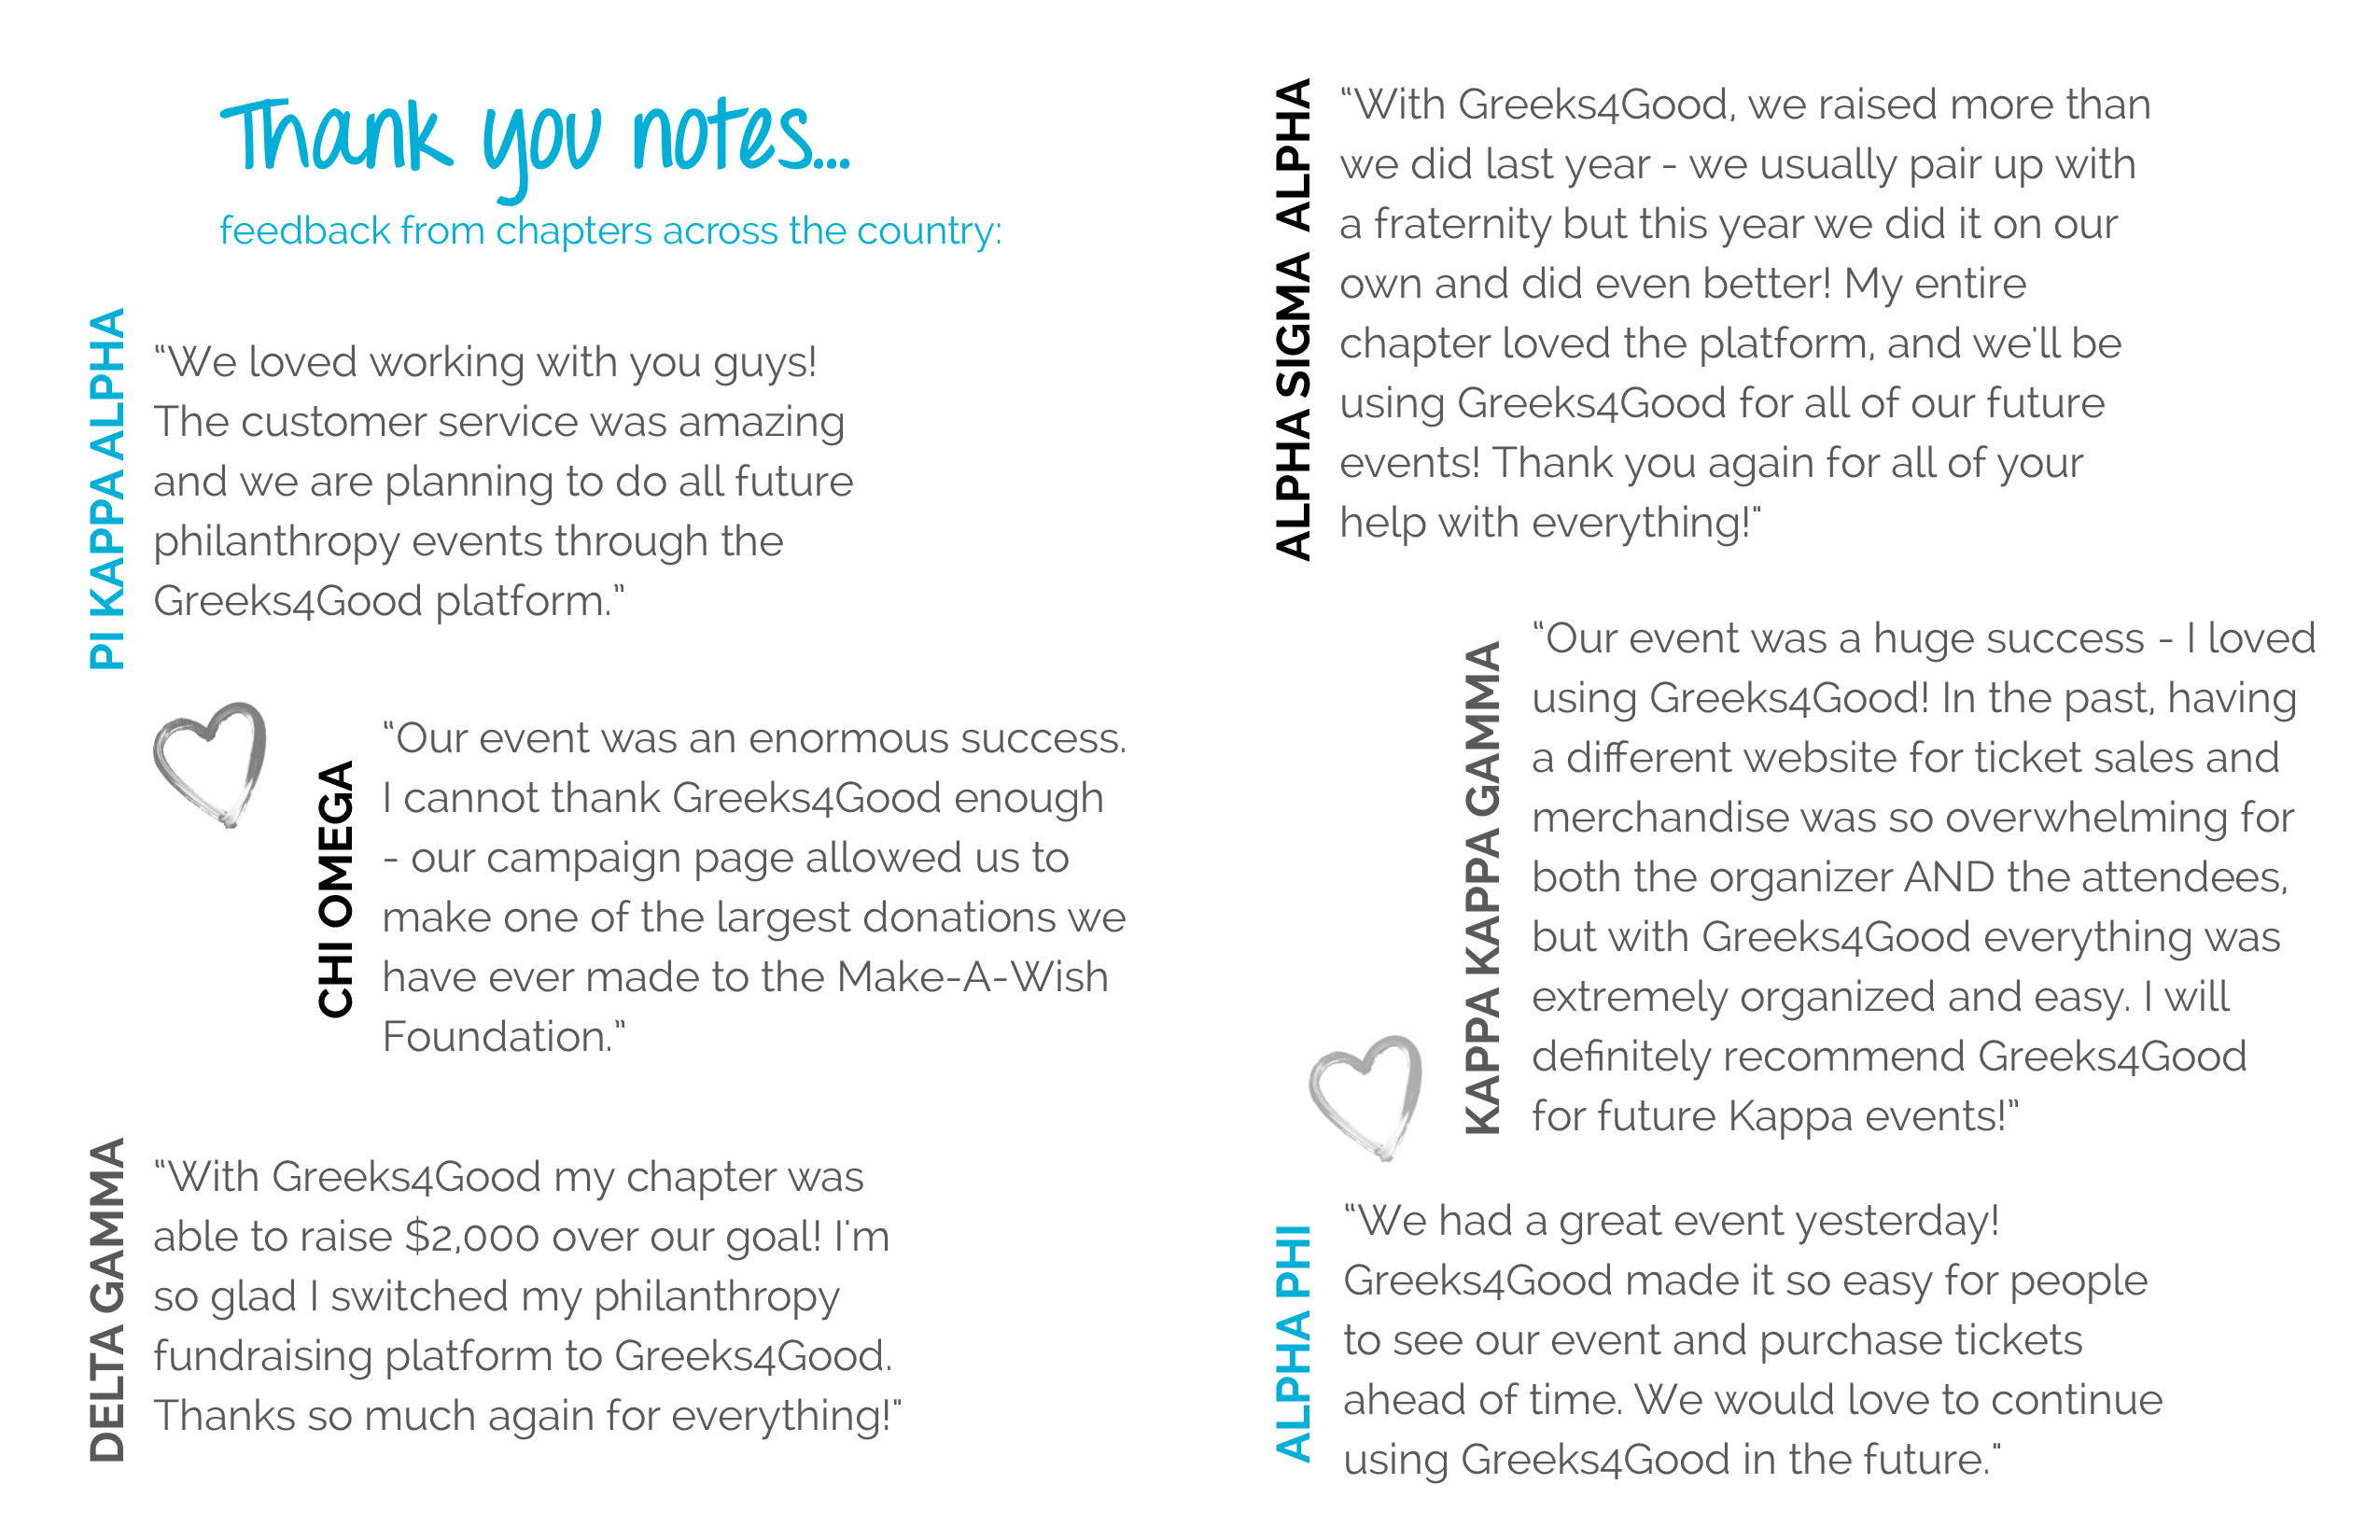 Thank you notes...
feedback from chapters across the country:
PI KAPPA ALPHA
“We loved working with you guys!
The customer service was amazing
and we are planning to do all future
philanthropy events through the
Greeks4Good platform.”
CHI OMEGA
“Our event was an enormous success.
I cannot thank Greeks4Good enough
- our campaign page allowed us to
make one of the largest donations we
have ever made to the Make-A-Wish
Foundation.”
DELTA GAMMA
“With Greeks4Good my chapter was
able to raise $2,000 over our goal! I'm
so glad I switched my philanthropy
fundraising platform to Greeks4Good.
Thanks so much again for everything!"
ALPHA SIGMA ALPHA
“With Greeks4Good, we raised more than
we did last year - we usually pair up with
a fraternity but this year we did it on our
own and did even better! My entire
chapter loved the platform, and we'll be
using Greeks4Good for all of our future
events! Thank you again for all of your
help with everything!"
KAPPA KAPPA GAMMA
“Our event was a huge success - I loved
using Greeks4Good! In the past, having
a different website for ticket sales and
merchandise was so overwhelming for
both the organizer AND the attendees,
but with Greeks4Good everything was
extremely organized and easy. I will
definitely recommend Greeks4Good
for future Kappa events!”
ALPHA PHI
“We had a great event yesterday!
Greeks4Good made it so easy for people
to see our event and purchase tickets
ahead of time. We would love to continue
using Greeks4Good in the future."